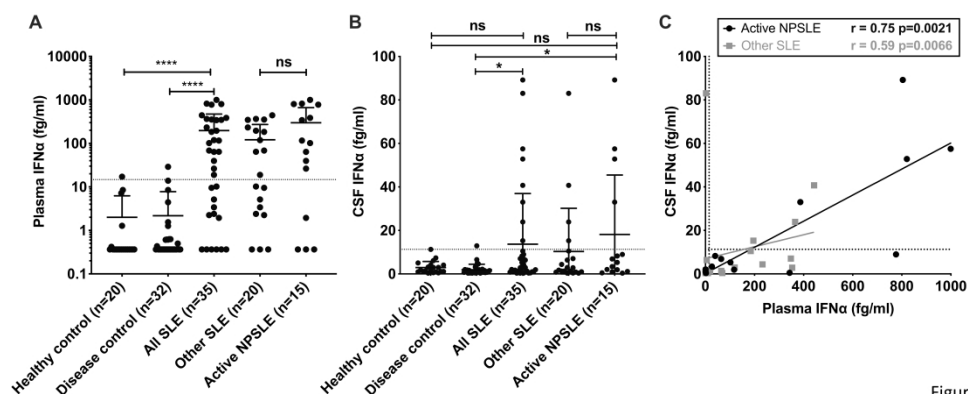 A
Plasma IFNα (fg/ml)
10000
1000
100
10
1
0.1
****
****
ns
Healthy control (n=20)
Disease control (n=32)
All SLE (n=35)
Other SLE (n=20)
Active NPSLE (n=15)
B
CSF IFNα (fg/ml)
100
80
60
40
20
0
ns
ns
ns
*
*
Healthy control (n=20)
Disease control (n=32)
All SLE (n=35)
Other SLE (n=20)
Active NPSLE (n=15)
C
Active NPSLE r = 0.75 p=0.0021
Other SLE r = 0.59 p=0.0066
CSF IFNα (fg/ml)
100
80
60
40
20
0
0 200 400 600 800 1000
Plasma IFNα (fg/ml)
Figur